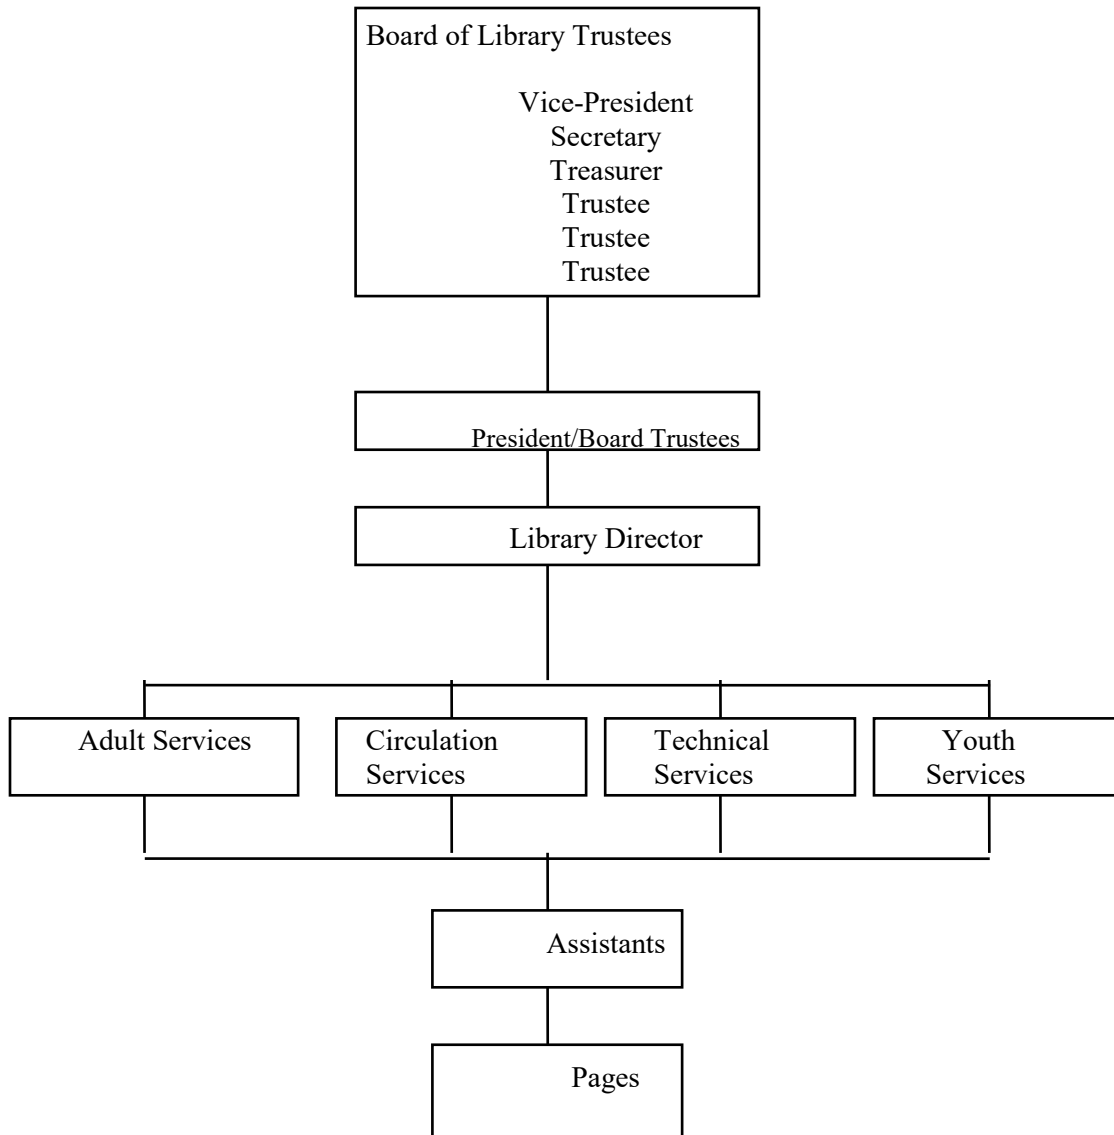 Board of Library Trustees
Vice-President
Secretary
Treasurer
Trustee
Trustee
Trustee
President/Board Trustees
Library Director
Adult Services
Circulation
Services
Technical
Services
Youth
Services
Assistants
Pages